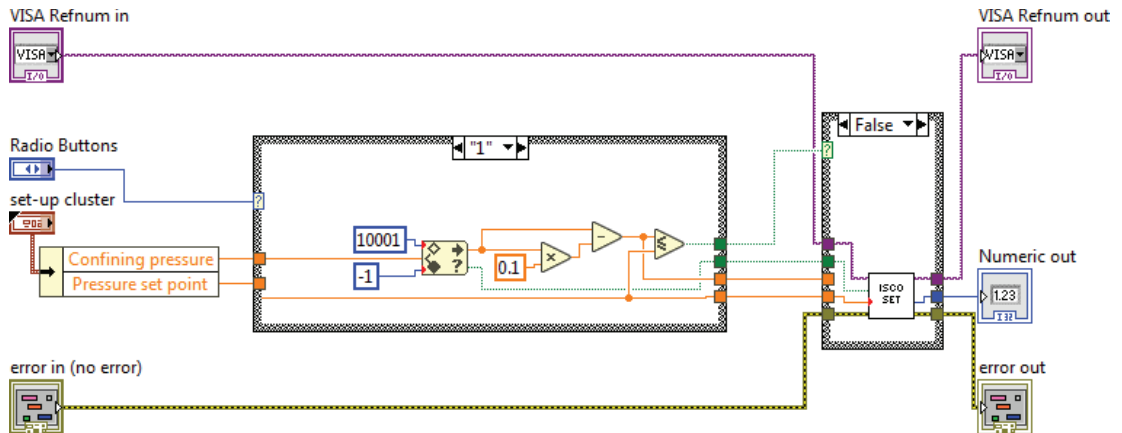 VISA Refnum in
VISA Refnum out
VISA
I/O
VISA
I/O
False
"1"
Radio Buttons
set-up cluster
10001
Confining pressure
-1
0.1
Pressure set point
Numeric out
ISCO
SET
1.23
I32
error in (no error)
error out